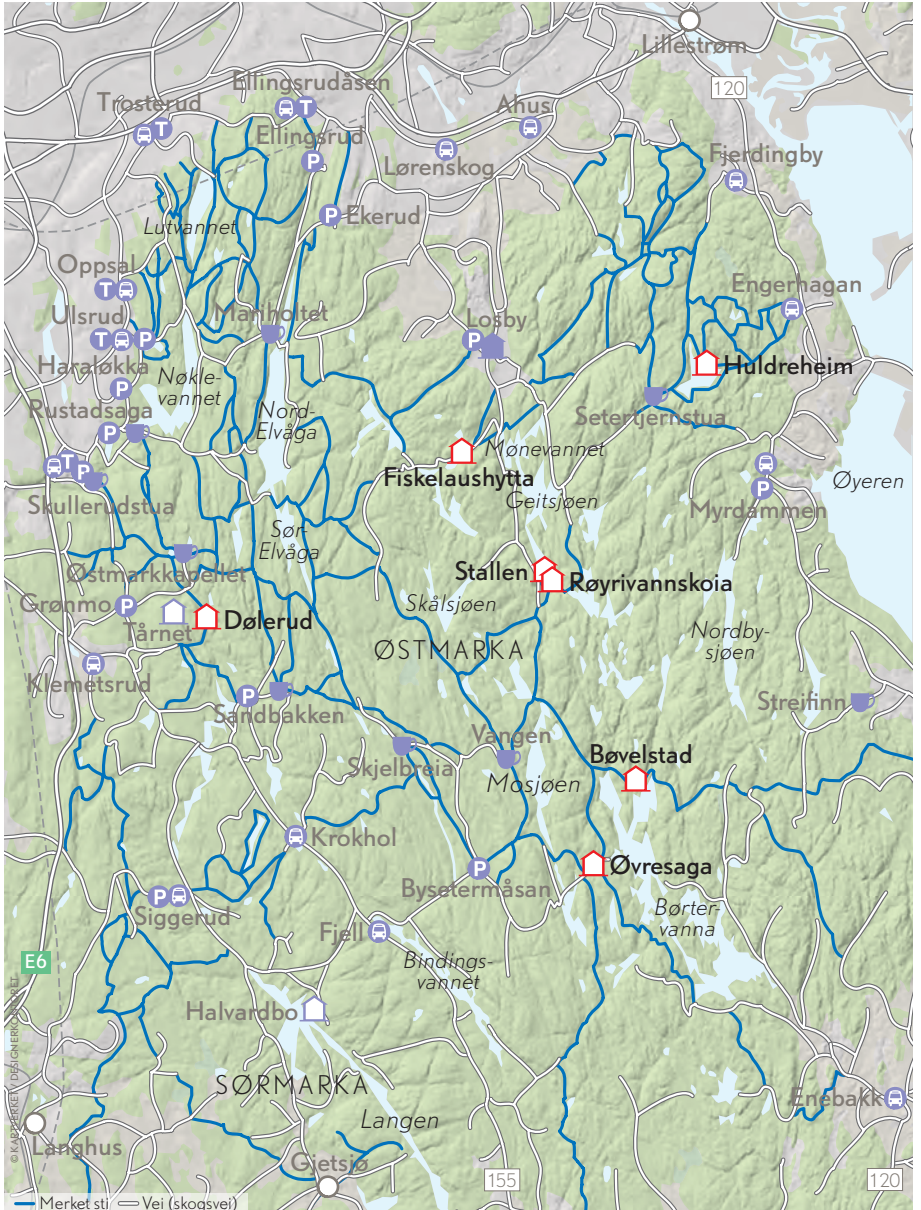 Lillestrøm
120
Ellingsrudåsen
T
Trosterud
T
Ahus
Ellingsrud
P
Lørenskog
Fjerdingby
P Ekerud
Lutvannet
Oppsal
T
Engerhagan
Ulsrud
T P
Mariholtet
Losby
P
Haraløkka
P
Huldreheim
Nøkle-
vannet
Nord-
Elvåga
Setertjernstua
Rustadsaga
P
Mønevannet
T P
Fiskelaushytta
Skullerudstua
Geitsjøen
Myrdammen
P
Øyeren
Sør-
Elvåga
Østmarkkapellet
Stallen
Røyrivannskoia
Grønmo
P
Tårnet
Dølerud
Skålsjøen
Nordby-
sjøen
ØSTMARKA
Klemetsrud
P
Sandbakken
Streifinn
Vangen
Skjelbreia
Bøvelstad
Mosjøen
Krokhol
P
Bysetermåsan
Øvresaga
P
Siggerud
Børter-
vanna
Fjell
E6
Bindings-
vannet
Halvardbo
SØRMARKA
Enebakk
Langen
Langhus
Gjetsjø
155
120
Merket sti Vei (skogsvei)